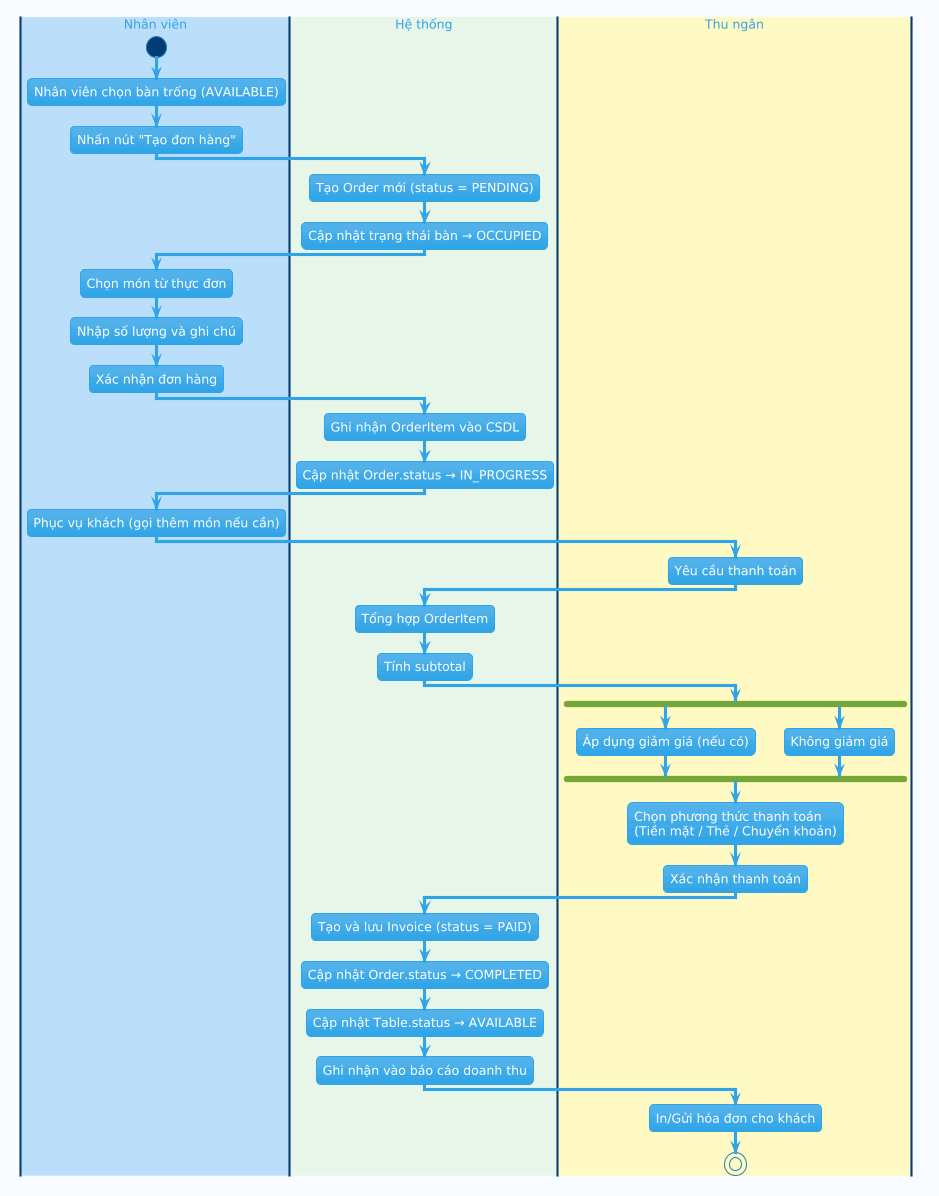 Nhân viên
Hệ thống
Thu ngân
Nhân viên chọn bàn trống (AVAILABLE)
Nhấn nút "Tạo đơn hàng"
Tạo Order mới (status = PENDING)
Cập nhật trạng thái bàn → OCCUPIED
Chọn món từ thực đơn
Nhập số lượng và ghi chú
Xác nhận đơn hàng
Ghi nhận OrderItem vào CSDL
Cập nhật Order.status → IN_PROGRESS
Phục vụ khách (gọi thêm món nếu cần)
Yêu cầu thanh toán
Tổng hợp OrderItem
Tính subtotal
Áp dụng giảm giá (nếu có)
Không giảm giá
Chọn phương thức thanh toán
(Tiền mặt / Thẻ / Chuyển khoản)
Xác nhận thanh toán
Tạo và lưu Invoice (status = PAID)
Cập nhật Order.status → COMPLETED
Cập nhật Table.status → AVAILABLE
Ghi nhận vào báo cáo doanh thu
In/Gửi hóa đơn cho khách